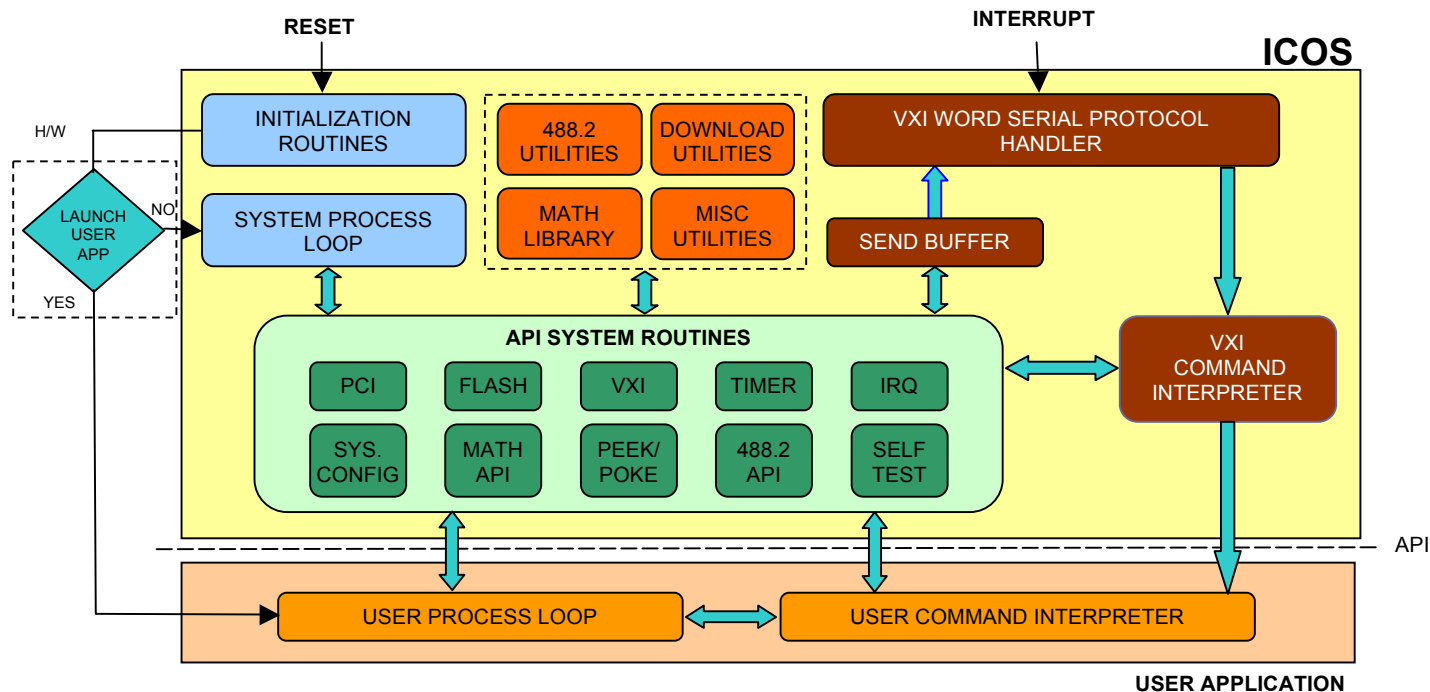 RESET
INTERRUPT
ICOS
H/W
INITIALIZATION
ROUTINES
488.2
UTILITIES
DOWNLOAD
UTILITIES
VXI WORD SERIAL PROTOCOL
HANDLER
LAUNCH
USER
APP
NO
YES
SYSTEM PROCESS
LOOP
MATH
LIBRARY
MISC
UTILITIES
SEND BUFFER
API SYSTEM ROUTINES
PCI
FLASH
VXI
TIMER
IRQ
SYS.
CONFIG
MATH
API
PEEK/
POKE
488.2
API
SELF
TEST
VXI
COMMAND
INTERPRETER
API
USER PROCESS LOOP
USER COMMAND INTERPRETER
USER APPLICATION